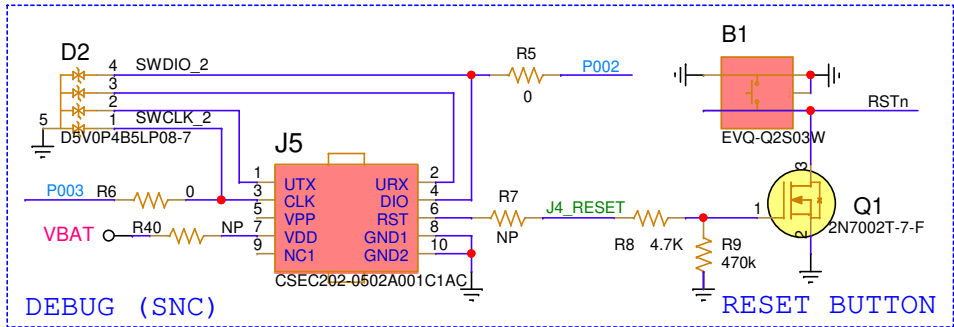 B1
D2
R5
4 SWDIO_2
P002
3
0
2
RSTn
1 SWCLK_2
5
D5V0P4B5LP08-7
EVQ-Q2S03W
J5
1 UTX URX 2
3 CLK DIO 4
5 VPP RST 6
7 VDD GND1 8
9 NC1 GND2 10
CSEC202-0502A001C1AC
P003 R6 0
VBAT R40 NP
R7
NP
J4_RESET
R8 4.7K
R9
470k
3
1
2
Q1
2N7002T-7-F
DEBUG (SNC)
RESET BUTTON